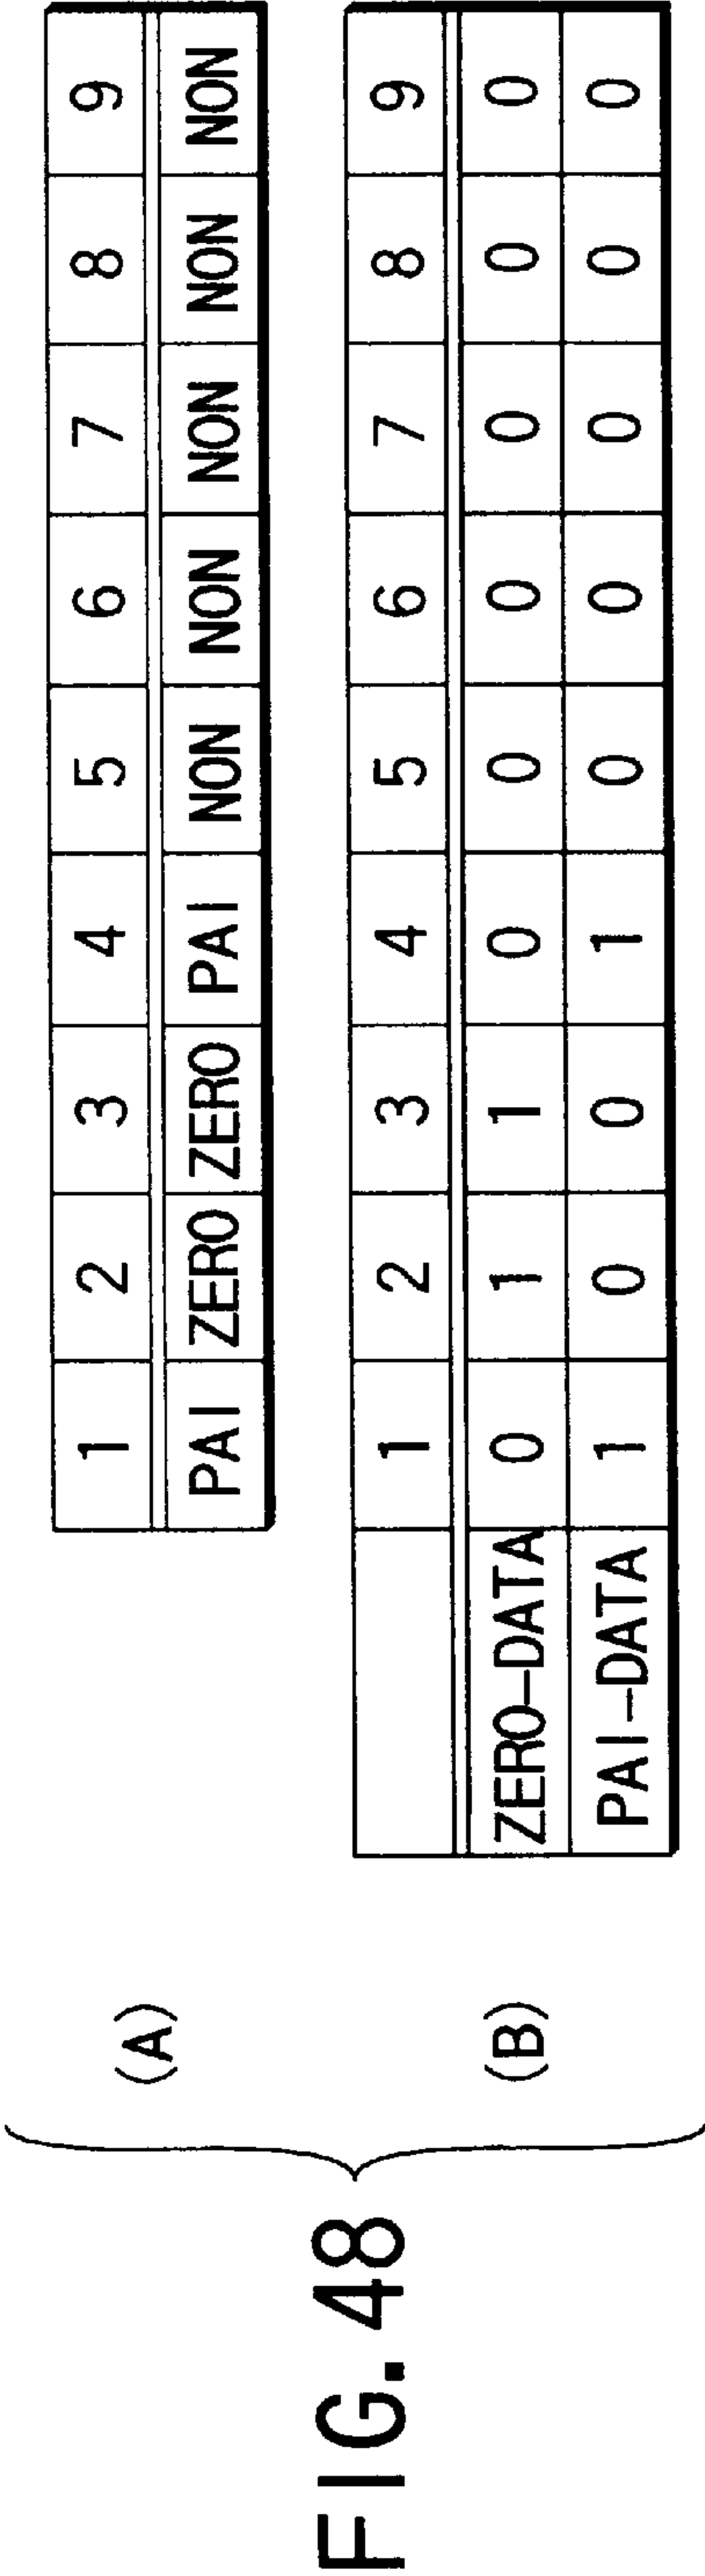 FIG. 48
(A)
1 2 3 4 5 6 7 8 9
PAI ZERO ZERO PAI NON NON NON NON NON
(B)
1 2 3 4 5 6 7 8 9
ZERO-DATA 0 1 1 0 0 0 0 0 0
PAI-DATA 1 0 0 1 0 0 0 0 0